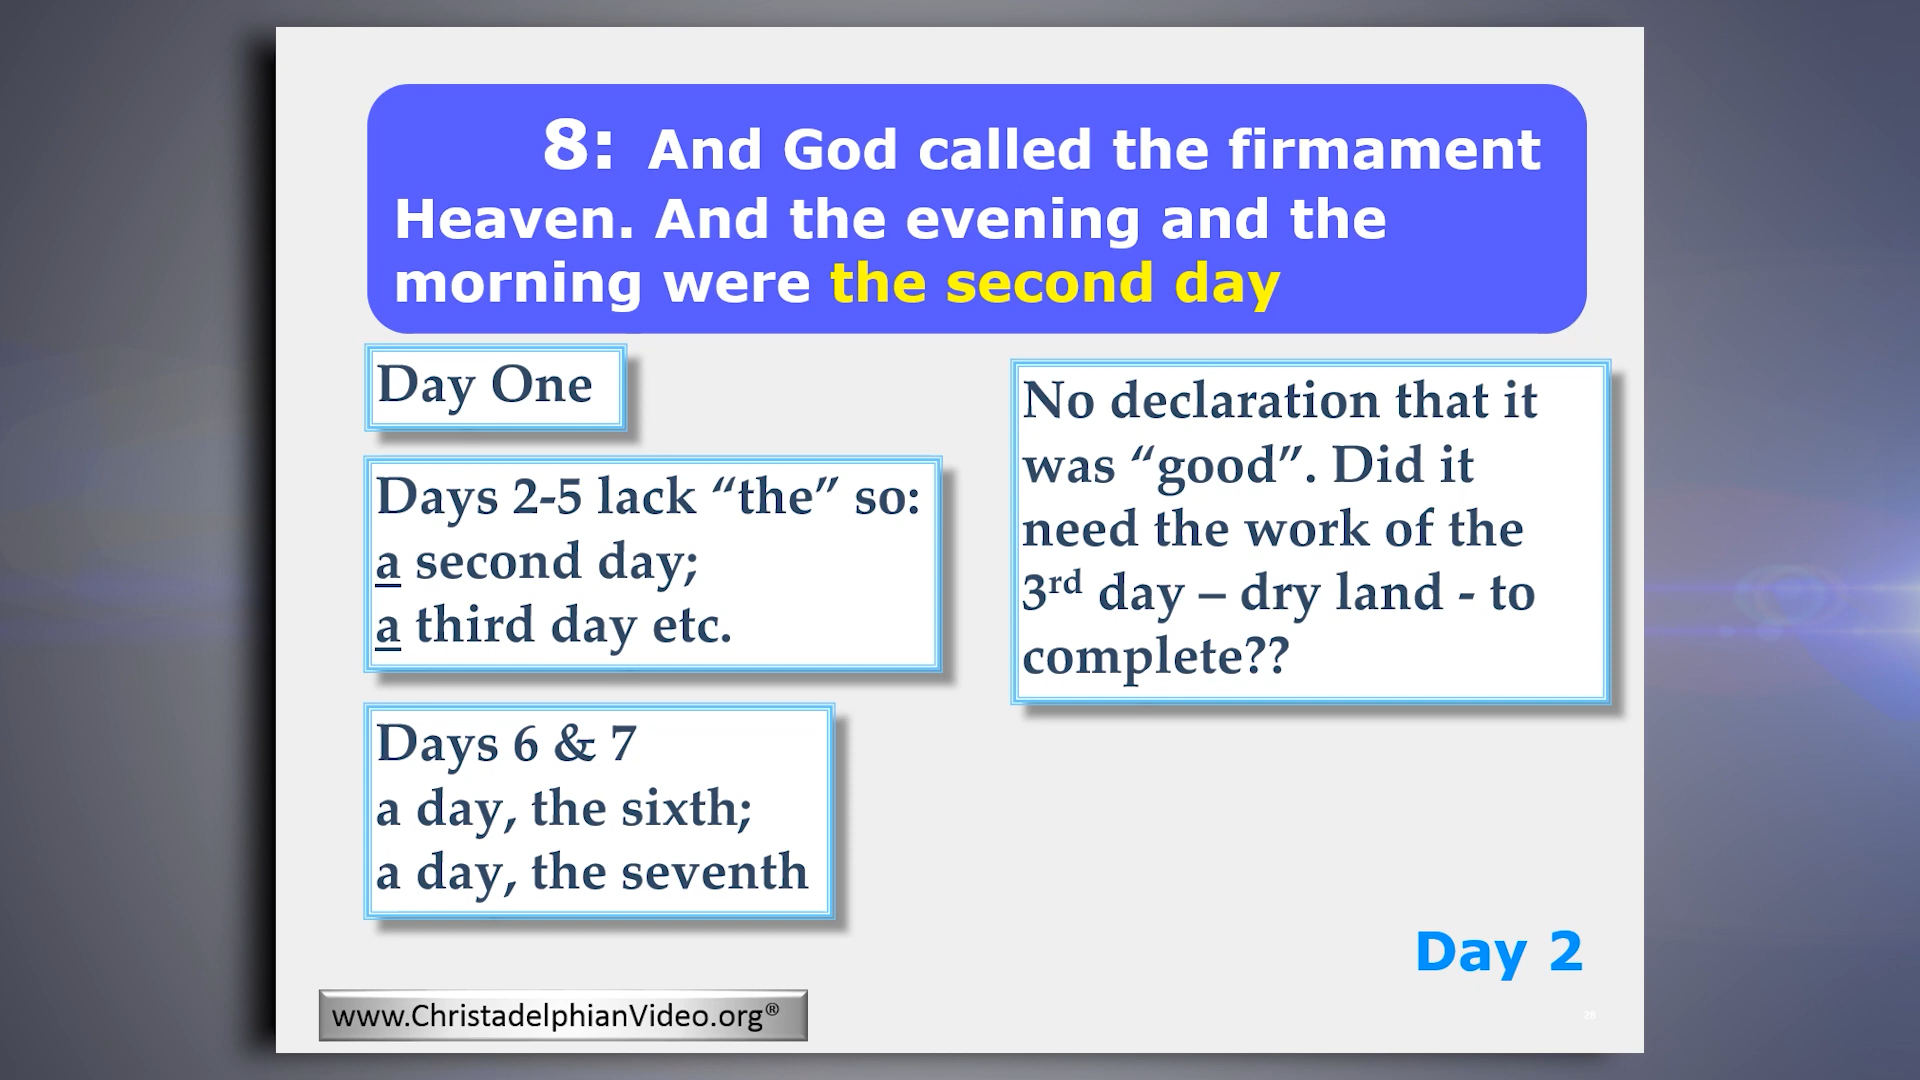 8: And God called the firmament
Heaven. And the evening and the
morning were the second day
Day One
Days 2-5 lack “the” so:
a second day;
a third day etc.
Days 6 & 7
a day, the sixth;
a day, the seventh
No declaration that it
was “good”. Did it
need the work of the
3rd day – dry land - to
complete??
Day 2
www.ChristadelphianVideo.org®
28